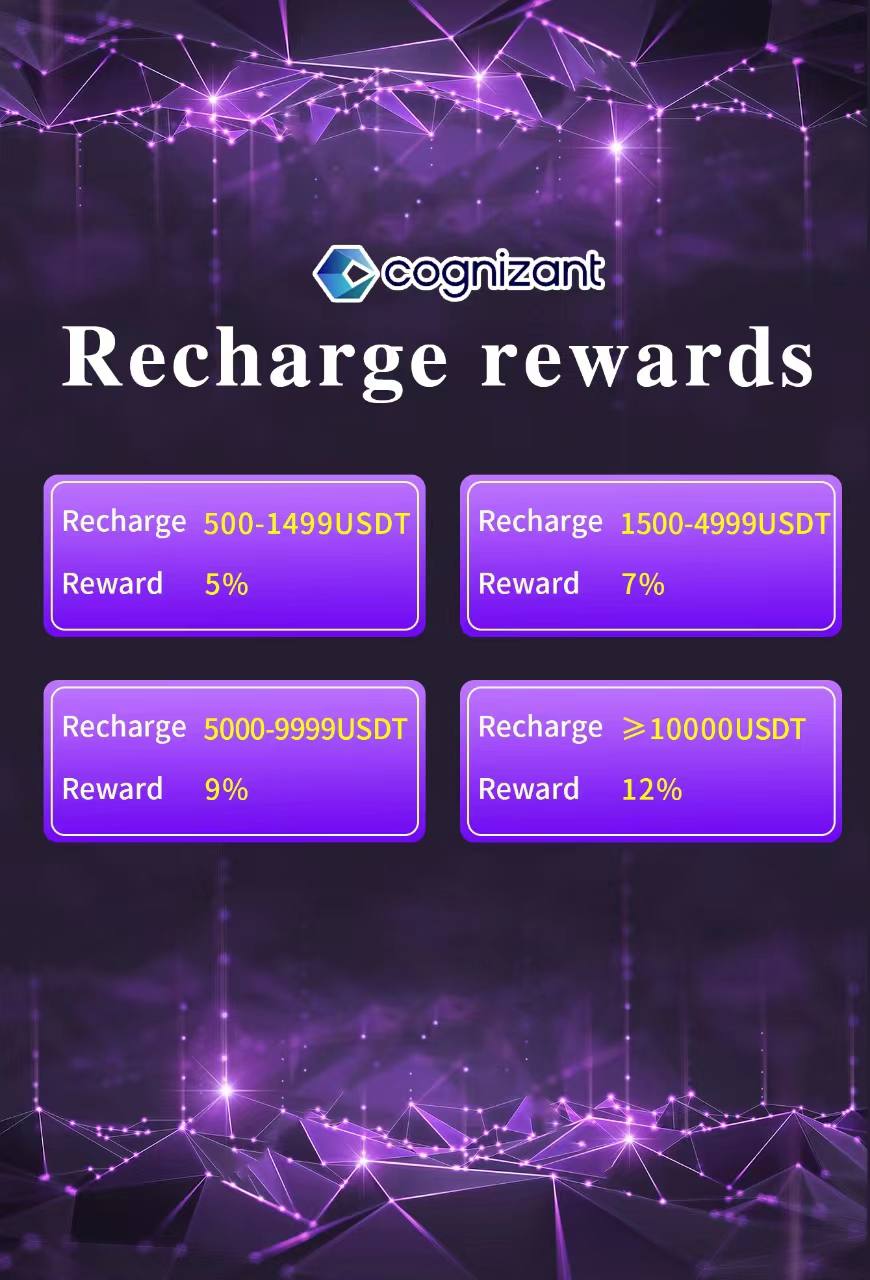 cognizant
Recharge rewards
Recharge 500-1499USDT
Reward 5%
Recharge 1500-4999USDT
Reward 7%
Recharge 5000-9999USDT
Reward 9%
Recharge ⩾10000USDT
Reward 12%